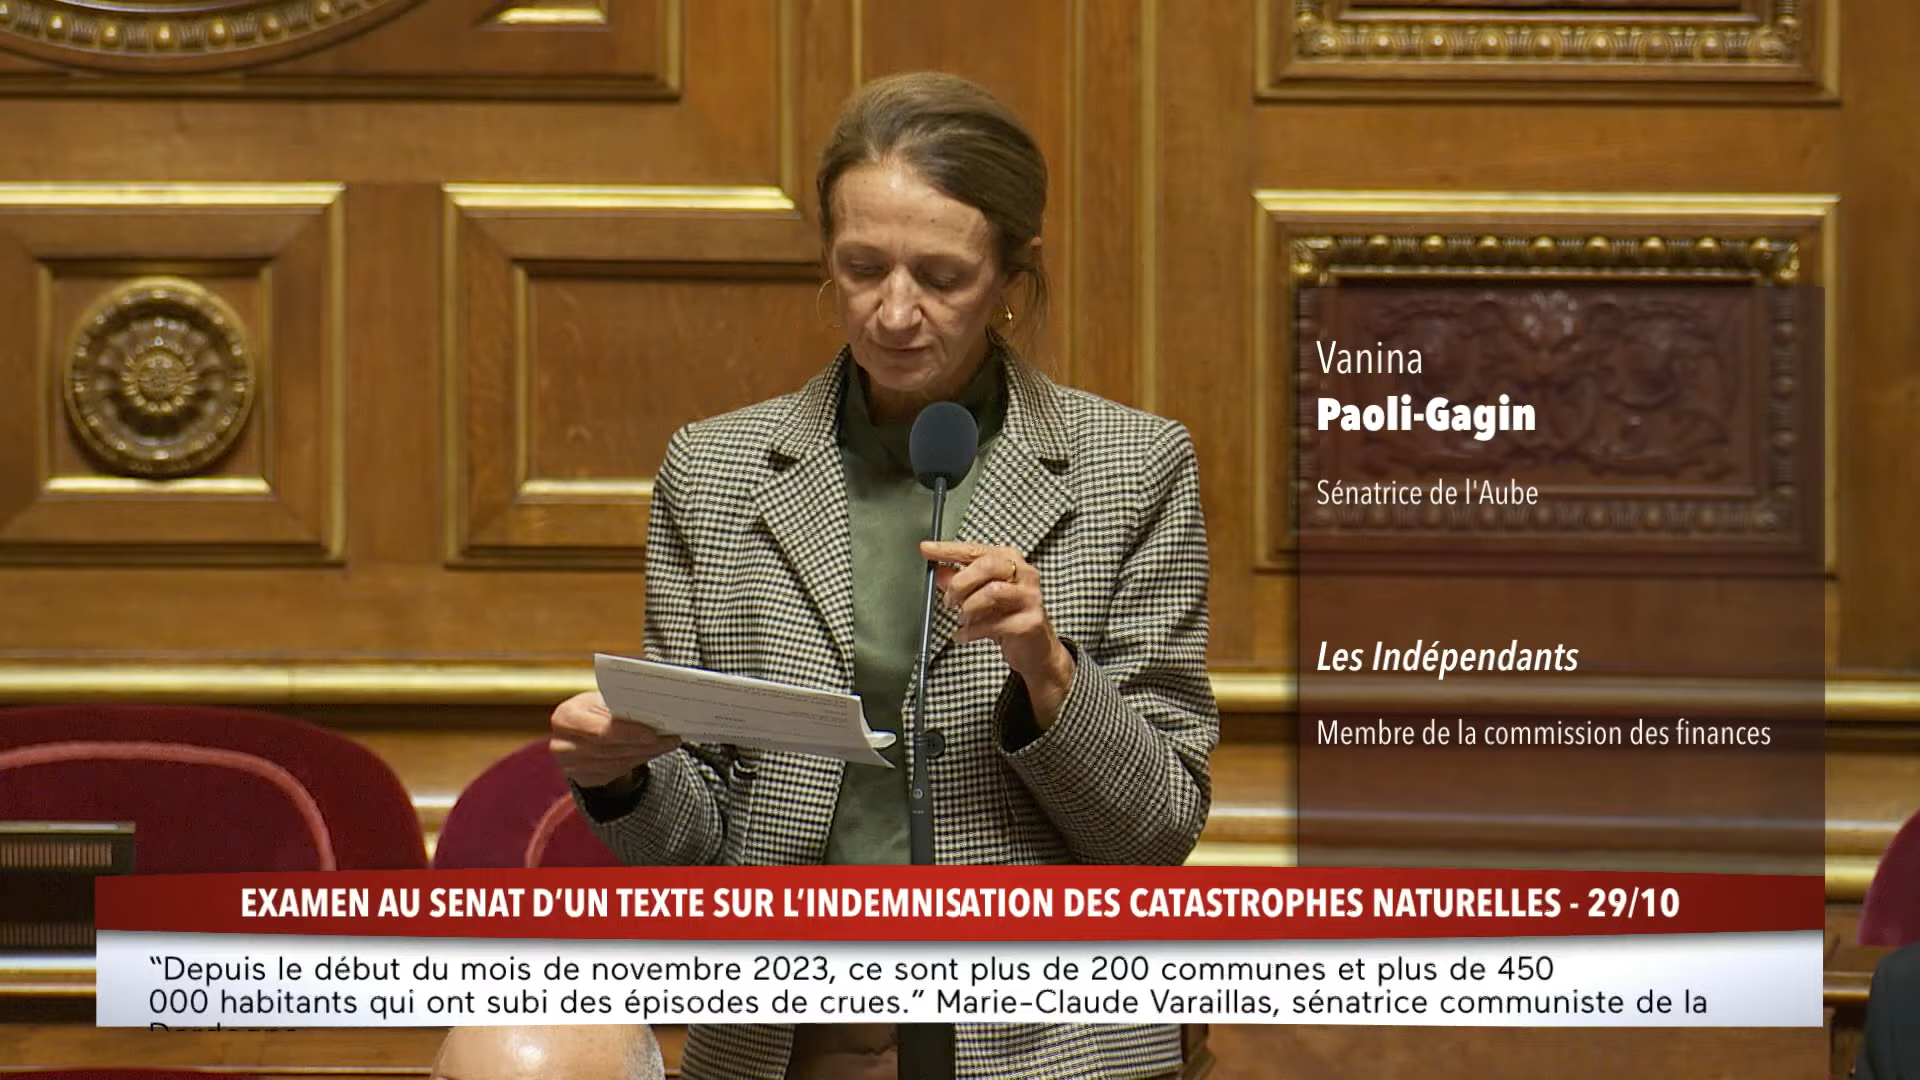 Vanina
Paoli-Gagin
Sénatrice de l'Aube
Les Indépendants
Membre de la commission des finances
EXAMEN AU SENAT D’UN TEXTE SUR L’INDEMNISATION DES CATASTROPHES NATURELLES - 29/10
“Depuis le début du mois de novembre 2023, ce sont plus de 200 communes et plus de 450
000 habitants qui ont subi des épisodes de crues.” Marie-Claude Varaillas, sénatrice communiste de la